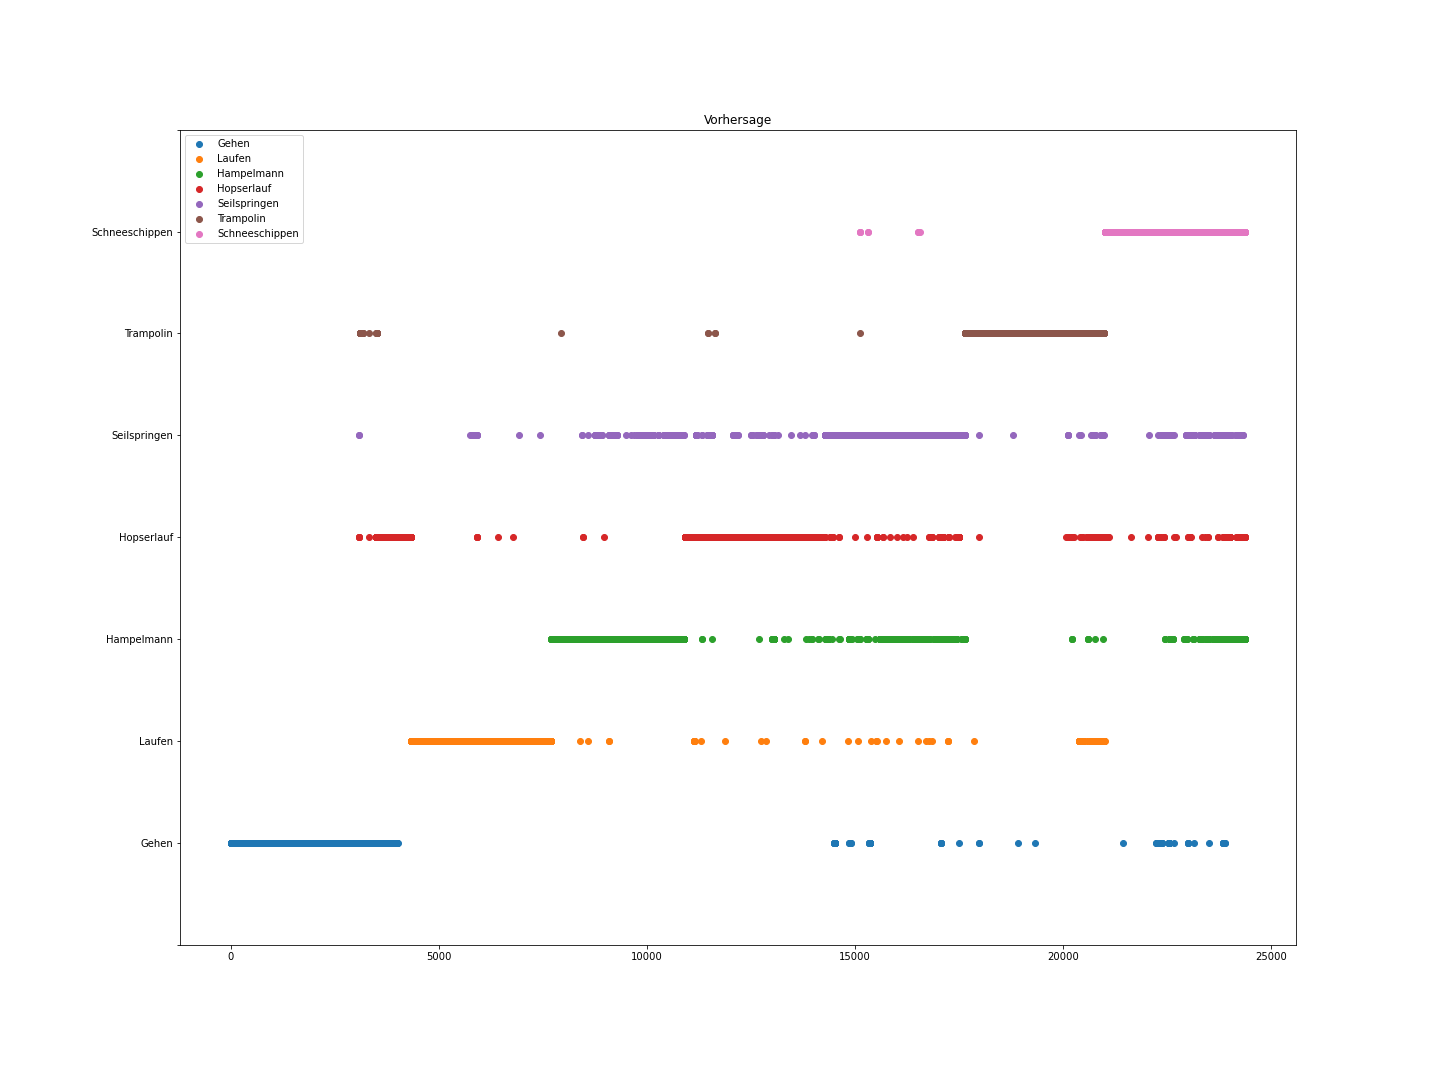 Vorhersage
Gehen
Laufen
Hampelmann
Hopserlauf
Seilspringen
Trampolin
Schneeschippen
Schneeschippen
Trampolin
Seilspringen
Hopserlauf
Hampelmann
Laufen
Gehen
0 5000 10000 15000 20000 25000